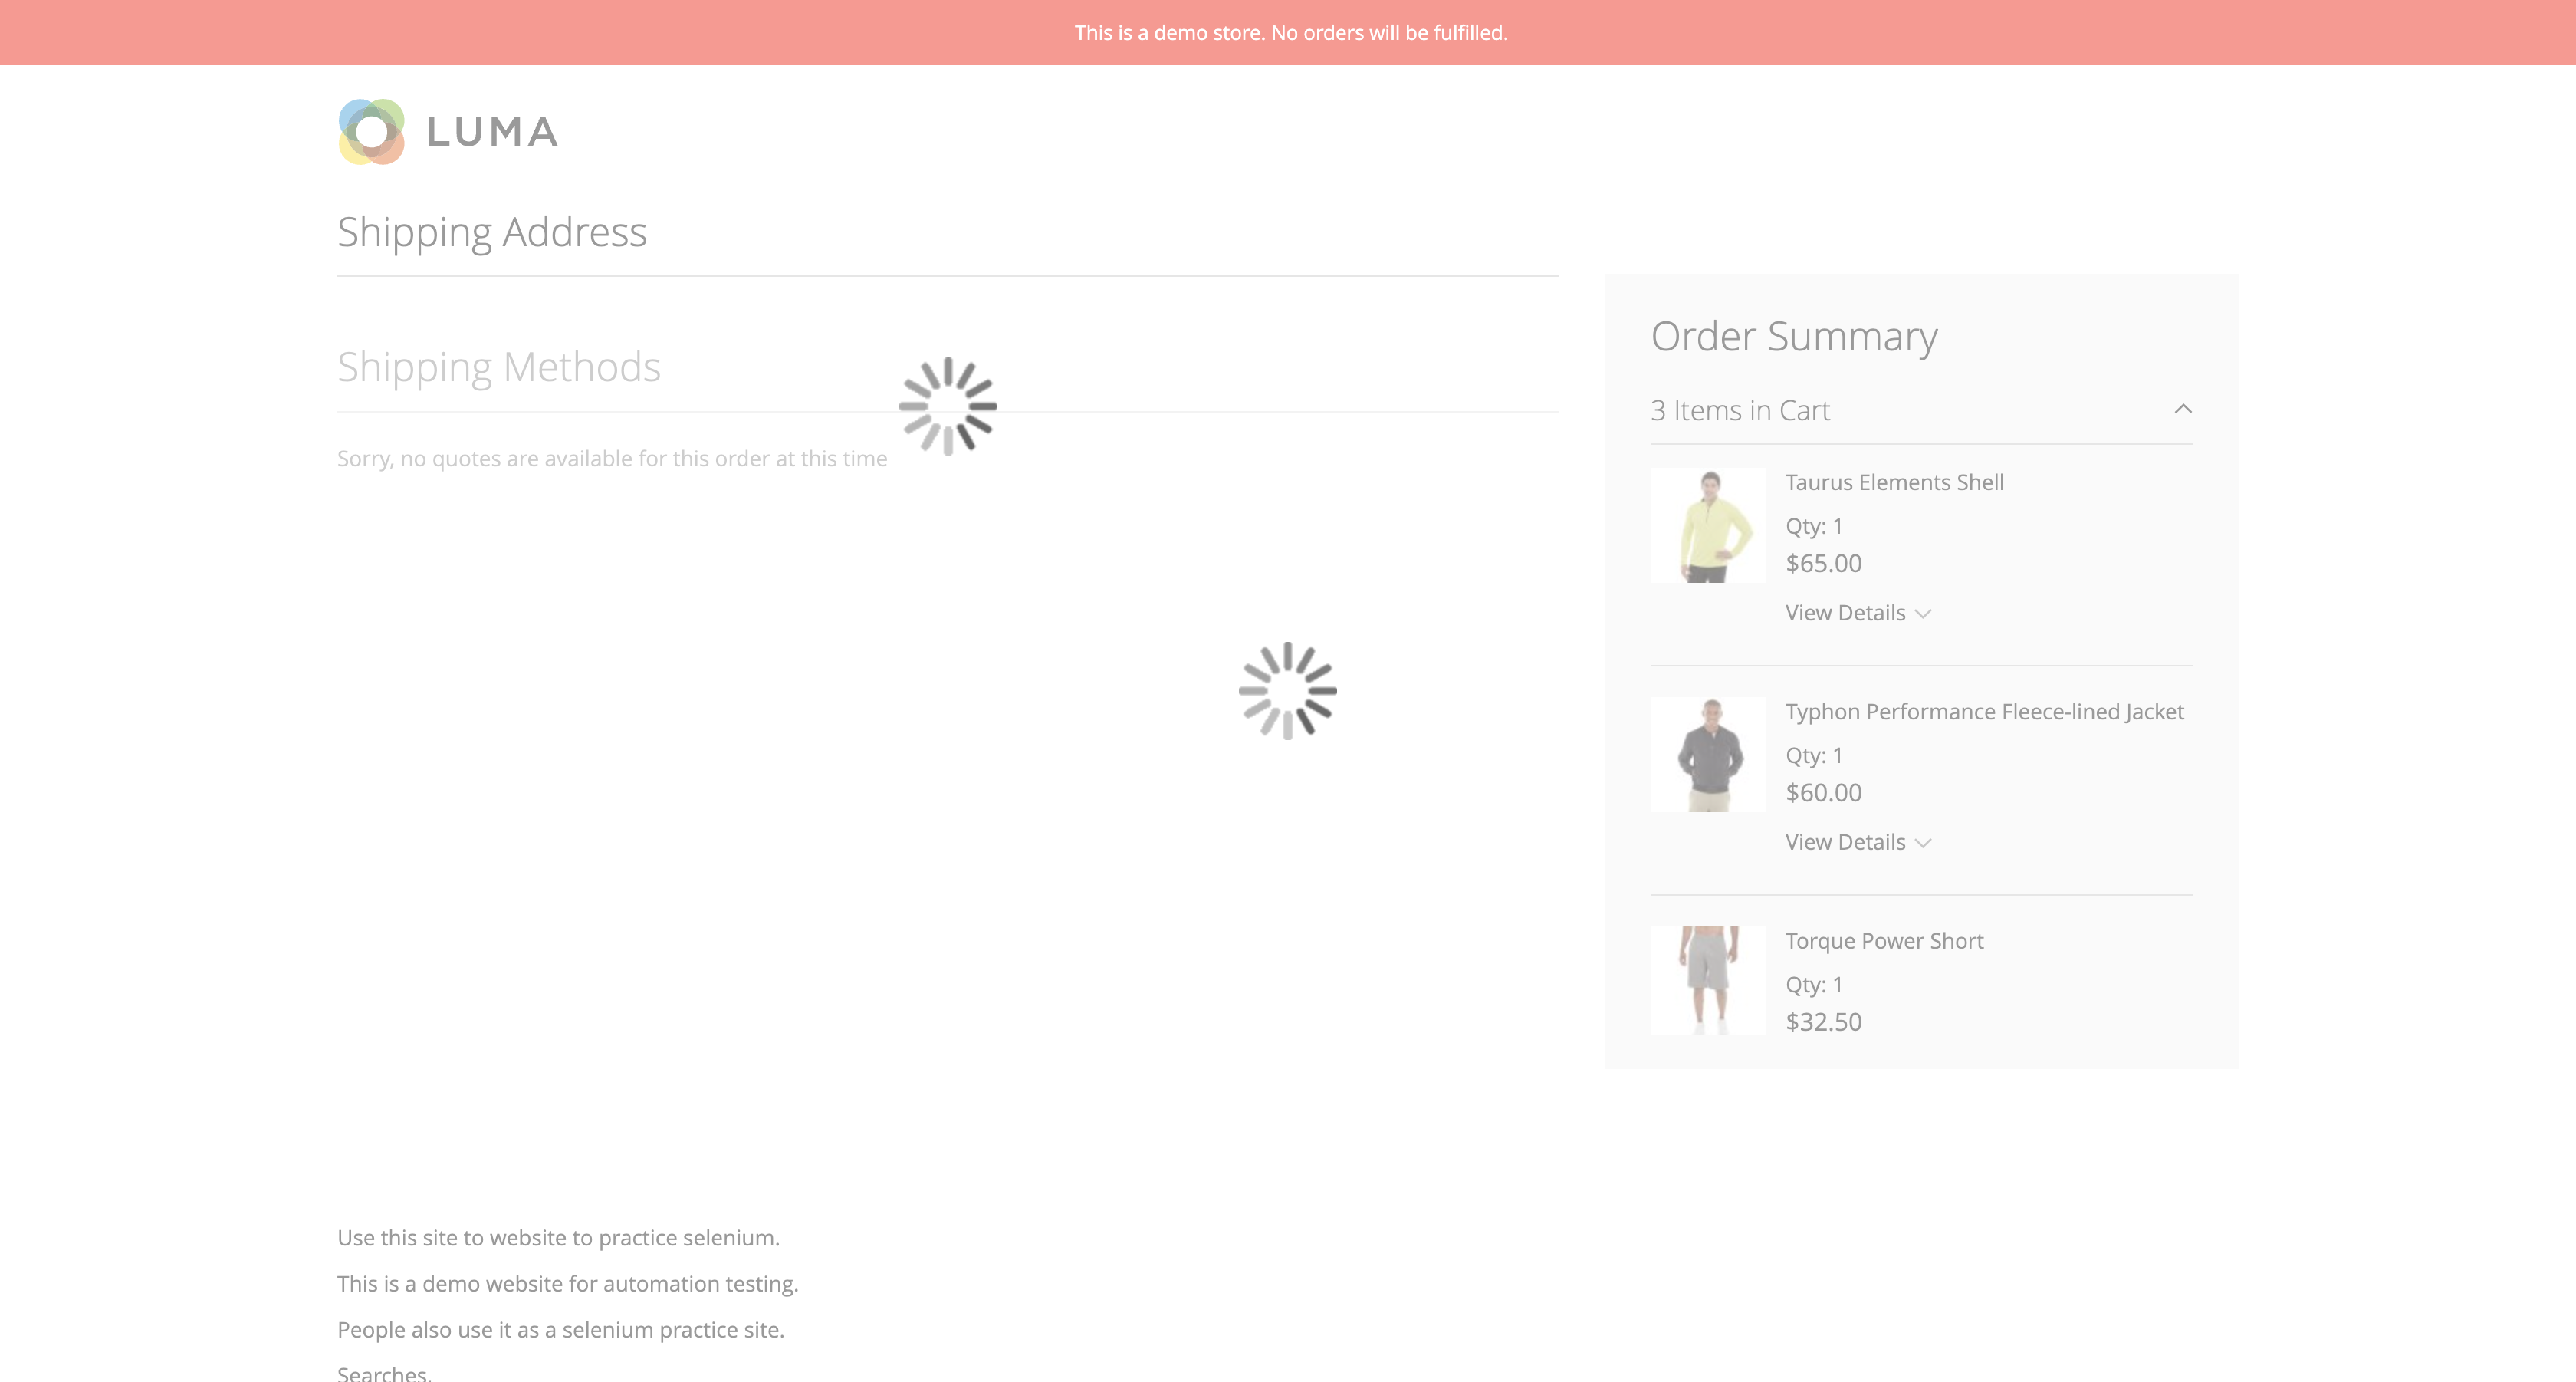 This is a demo store. No orders will be fulfilled.
LUMA
Shipping Address
Shipping Methods
Sorry, no quotes are available for this order at this time
Order Summary
3 Items in Cart
Taurus Elements Shell
Qty: 1
$65.00
View Details
Typhon Performance Fleece-lined Jacket
Qty: 1
$60.00
View Details
Torque Power Short
Qty: 1
$32.50
Use this site to website to practice selenium.
This is a demo website for automation testing.
People also use it as a selenium practice site.
Searches.